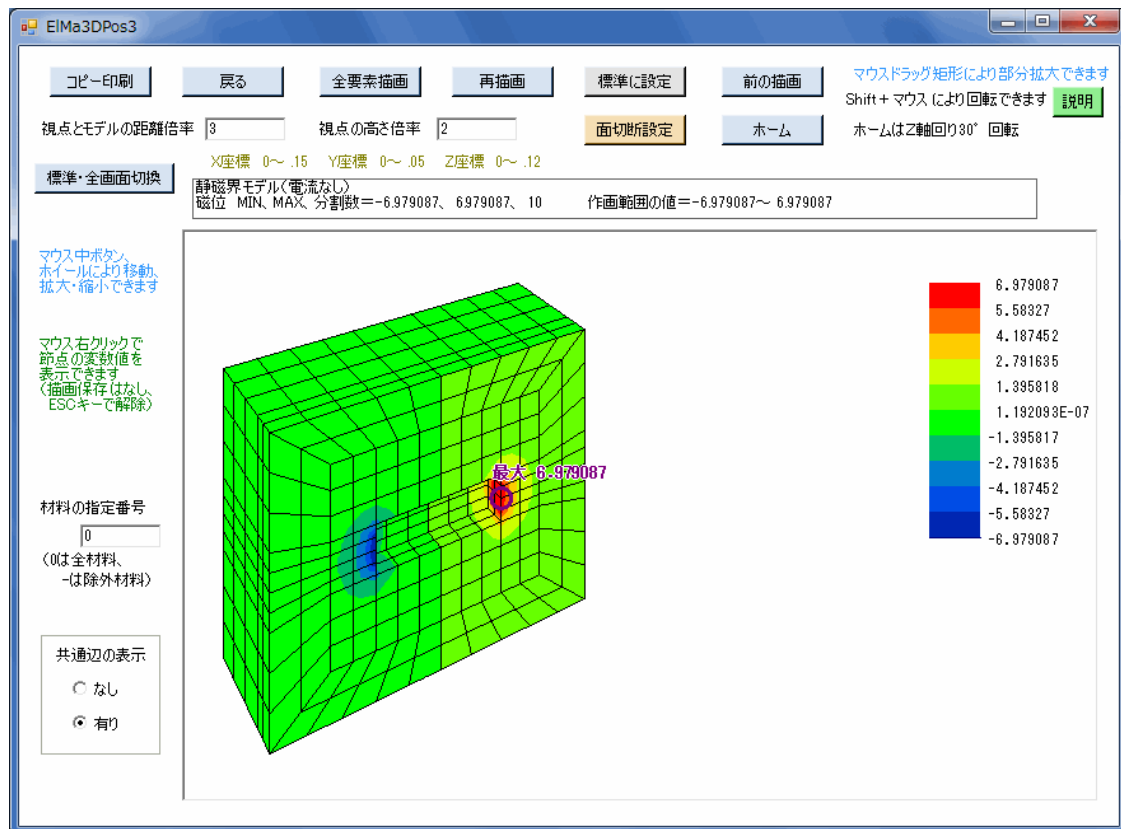 ElMa3DPos3
コピー印刷
戻る
全要素描画
再描画
標準に設定
前の描画
マウスドラッグ矩形により部分拡大できます
Shift+マウスにより回転できます
説明
視点とモデルの距離倍率 3
視点の高さ倍率 2
面切断設定
ホーム
ホームはZ軸回り30° 回転
X座標 0～ .15 Y座標 0～ .05 Z座標 0～ .12
標準・全画面切換
静磁界モデル(電流なし)
磁位 MIN、MAX、分割数=-6.979087、 6.979087、 10 作画範囲の値=-6.979087～ 6.979087
マウス中ボタン、
ホイールにより移動、
拡大・縮小できます
マウス右クリックで
節点の変数値を
表示できます
(描画保存はなし、
ESCキーで解除)
材料の指定番号
0
(0は全材料、
-は除外材料)
共通辺の表示
なし
有り
最大 6.979087
6.979087
5.58327
4.187452
2.791635
1.395818
1.192093E-07
-1.395817
-2.791635
-4.187452
-5.58327
-6.979087